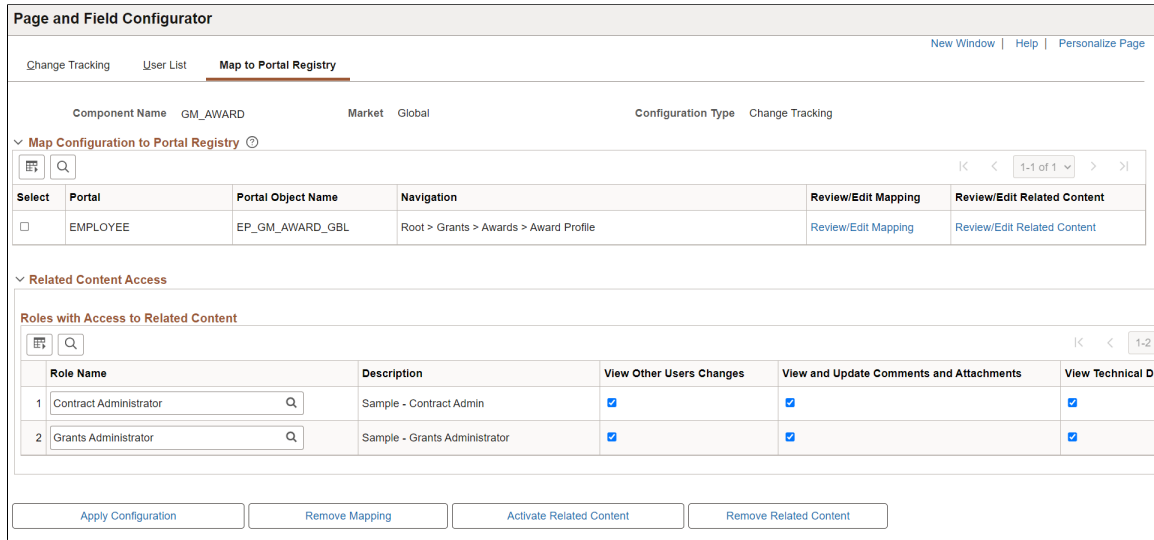 Page and Field Configurator
New Window | Help | Personalize Page
Change Tracking User List Map to Portal Registry
Component Name GM_AWARD Market Global Configuration Type Change Tracking
Map Configuration to Portal Registry
1-1 of 1
Select Portal Portal Object Name Navigation Review/Edit Mapping Review/Edit Related Content
EMPLOYEE EP_GM_AWARD_GBL Root > Grants > Awards > Award Profile Review/Edit Mapping Review/Edit Related Content
Related Content Access
Roles with Access to Related Content
1-2
Role Name Description View Other Users Changes View and Update Comments and Attachments View Technical D
1 Contract Administrator Sample - Contract Admin
2 Grants Administrator Sample - Grants Administrator
Apply Configuration Remove Mapping Activate Related Content Remove Related Content